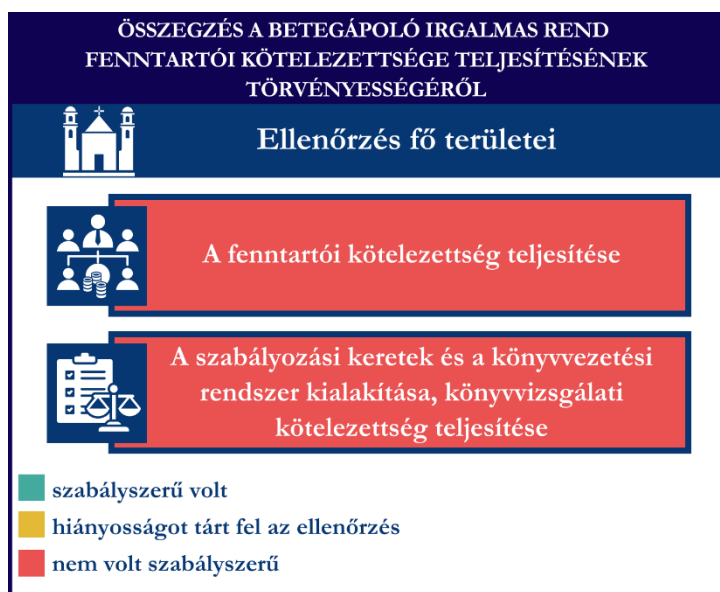 ÖSSZEGZÉS A BETEGÁPOLÓ IRGALMAS REND
FENNTARTÓI KÖTELEZETTSÉGE TELJESÍTÉSÉNEK
TÖRVÉNYESSÉGÉRŐL
Ellenőrzés fő területei
A fenntartói kötelezettség teljesítése
A szabályozási keretek és a könyvvezetési
rendszer kialakítása, könyvvizsgálati
kötelezettség teljesítése
szabályszerű volt
hiányosságot tárt fel az ellenőrzés
nem volt szabályszerű